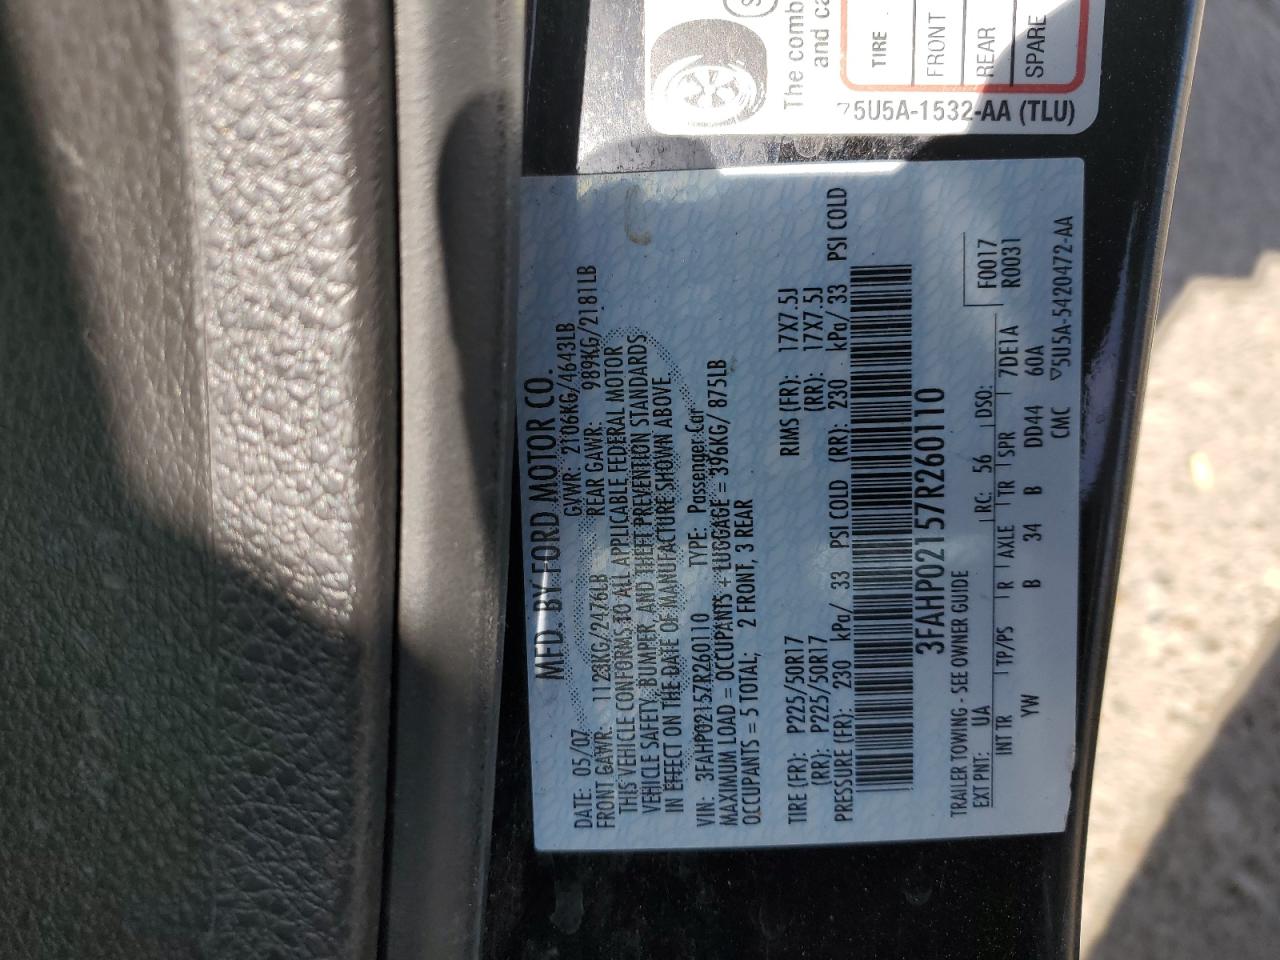 MFD. BY FORD MOTOR CO.
DATE: 05/07 GVWR: 2106KG/4643LB
FRONT GAWR: 1123KG/2476LB REAR GAWR: 989KG/2181LB
THIS VEHICLE CONFORMS TO ALL APPLICABLE FEDERAL MOTOR
VEHICLE SAFETY, BUMPER, AND THEFT PREVENTION STANDARDS
IN EFFECT ON THE DATE OF MANUFACTURE SHOWN ABOVE
VIN: 3FAHP02157R260110 TYPE: Passenger Car
MAXIMUM LOAD = OCCUPANTS + LUGGAGE = 396KG/ 875LB
OCCUPANTS = 5 TOTAL; 2 FRONT, 3 REAR
TIRE (FR): P225/50R17 RIMS (FR): 17X7.5J
(RR): P225/50R17 (RR): 17X7.5J
PRESSURE (FR): 230 kPa/ 33 PSI COLD (RR): 230 kPa/ 33 PSI COLD
3FAHP02157R260110
TRAILER TOWING - SEE OWNER GUIDE
EXT PNT: UA RC: 56 DSO: F0017
INT TR TP/PS R AXLE TR SPR 7DE1A R0031
YW B 34 B DD44 60A
CMC ▽5U5A-5420472-AA
The comb
and ca
TIRE
FRONT
REAR
SPARE
75U5A-1532-AA (TLU)